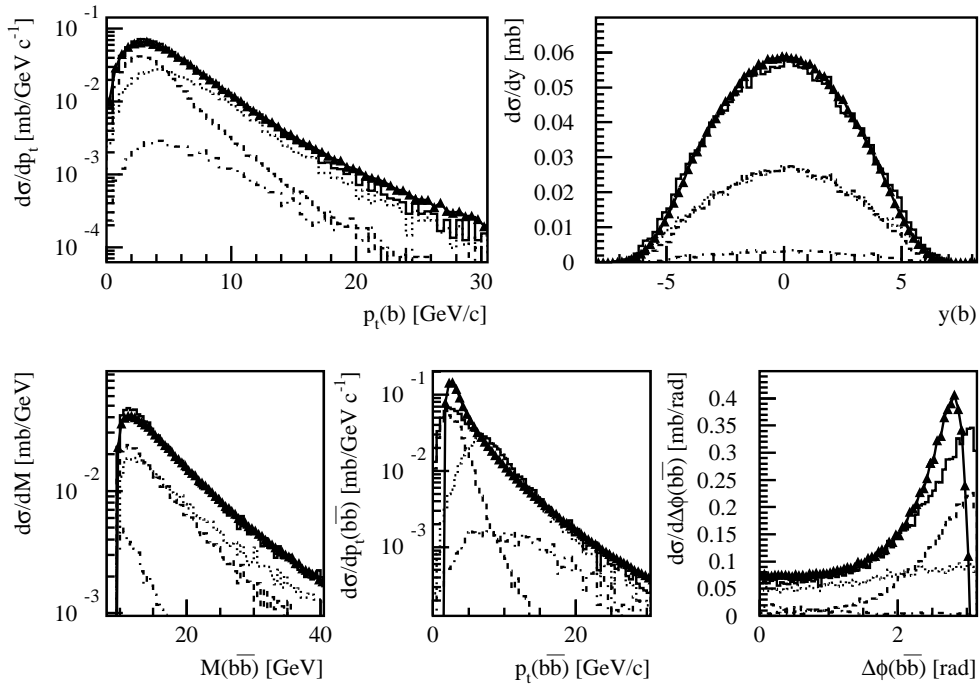 dσ/dpₜ [mb/GeV c⁻¹]
10⁻¹
10⁻²
10⁻³
10⁻⁴
0 10 20 30
pₜ(b) [GeV/c]
dσ/dy [mb]
0.06
0.05
0.04
0.03
0.02
0.01
0
-5 0 5
y(b)
dσ/dM [mb/GeV]
10⁻²
10⁻³
20 40
M(bb̅) [GeV]
dσ/dpₜ(bb̅) [mb/GeV c⁻¹]
10⁻¹
10⁻²
10⁻³
0 20
pₜ(bb̅) [GeV/c]
dσ/dΔϕ(bb̅) [mb/rad]
0.4
0.35
0.3
0.25
0.2
0.15
0.1
0.05
0
0 2
Δϕ(bb̅) [rad]